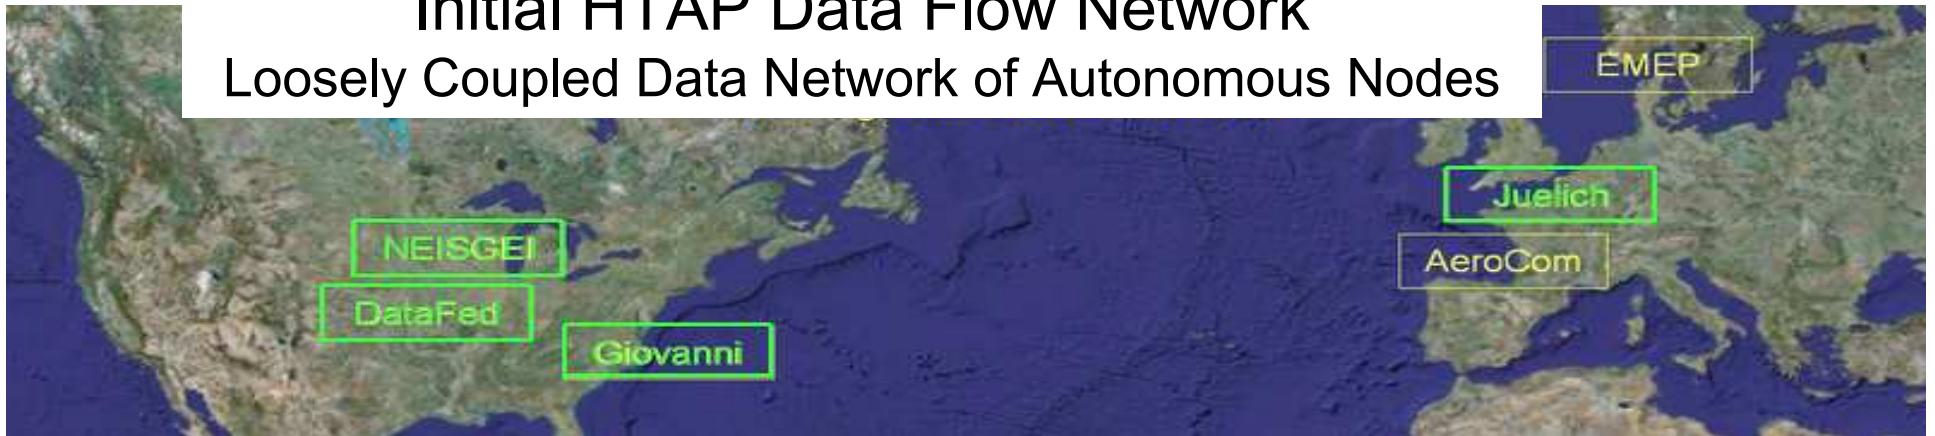 Initial HTAP Data Flow Network
Loosely Coupled Data Network of Autonomous Nodes
EMEP
Juelich
NEISGEI
AeroCom
DataFed
Giovanni